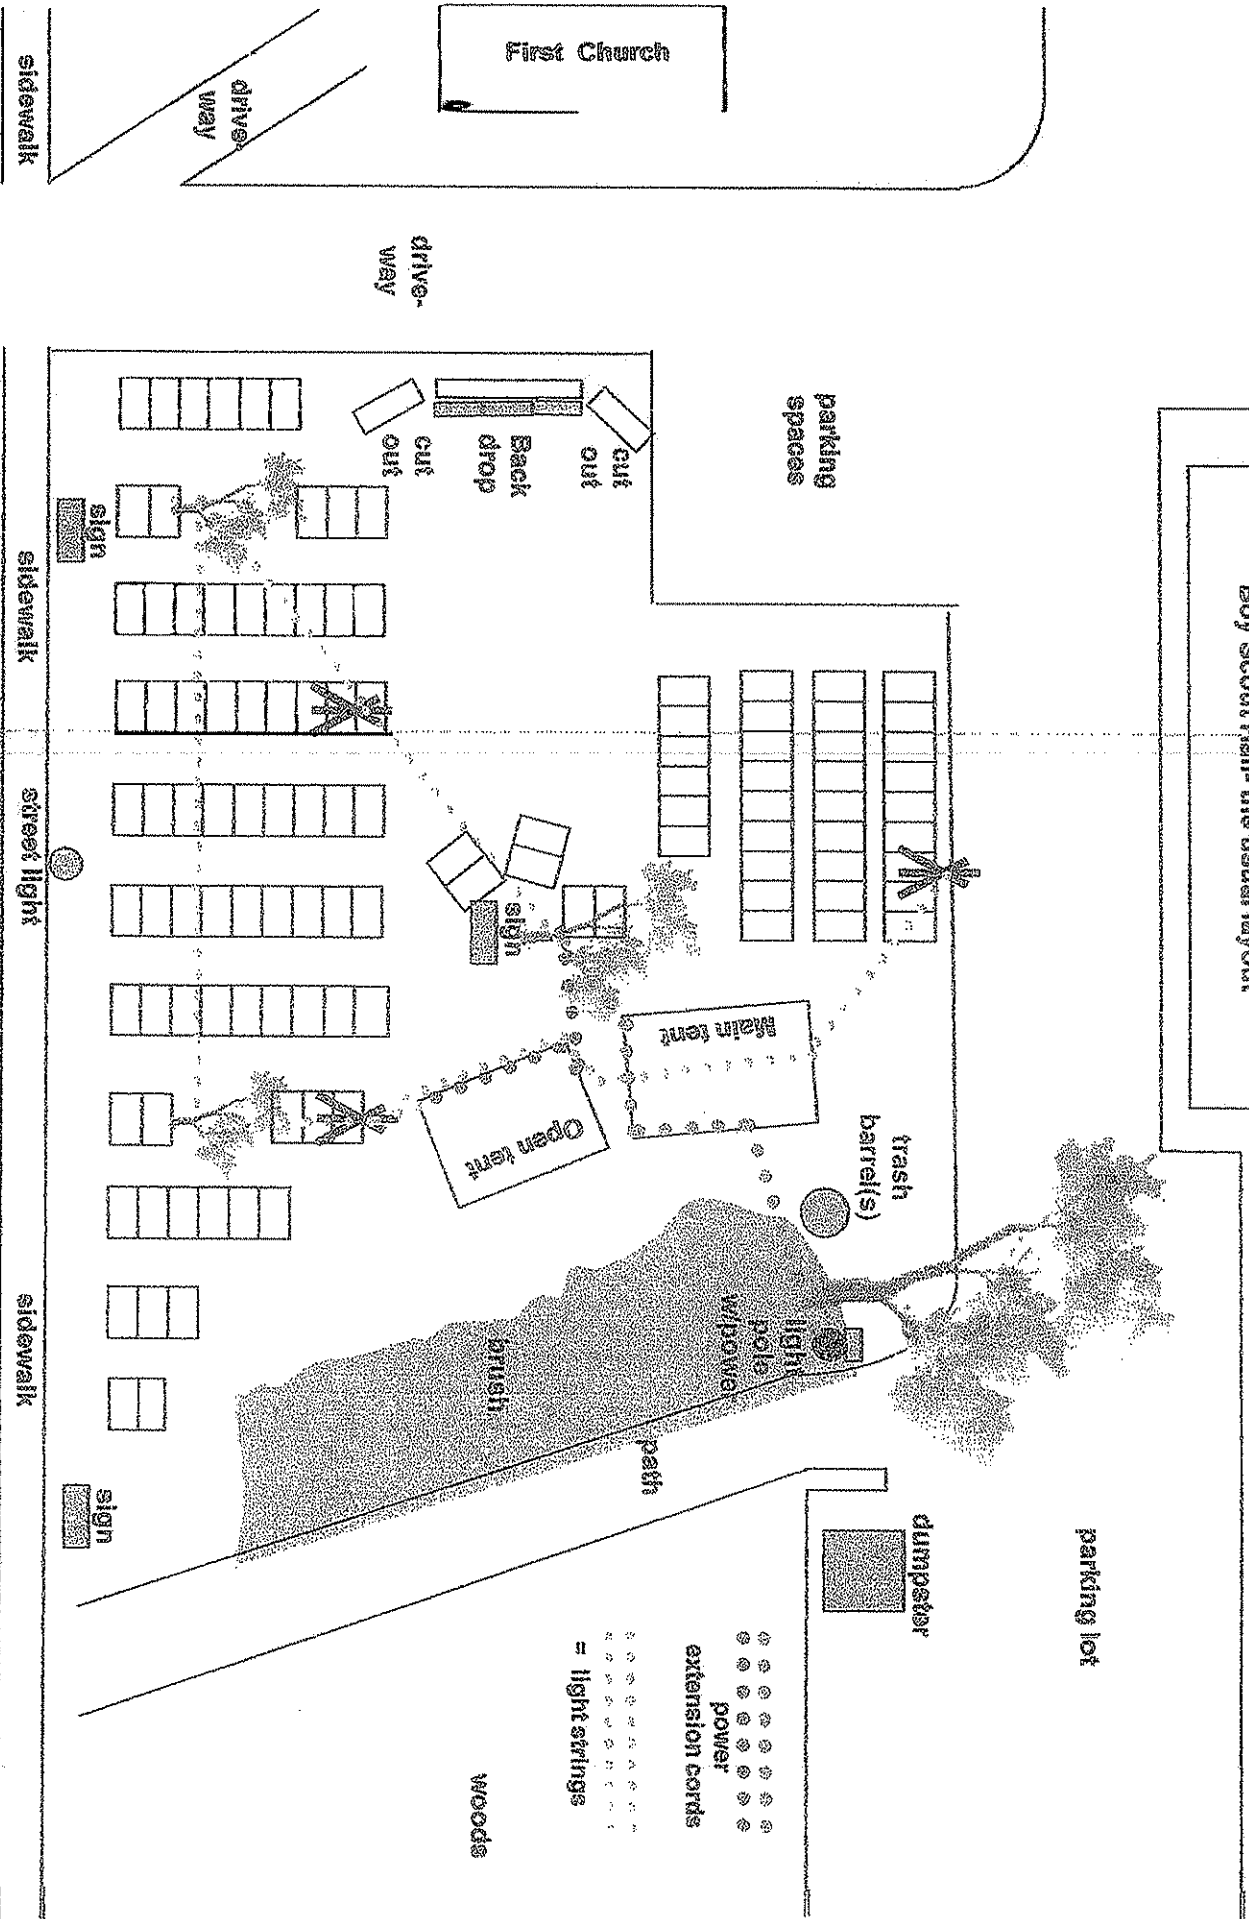 First Church
sidewalk
drive-
way
drive-
way
parking
spaces
cut
out
Back
drop
cut
out
sign
sidewalk
street light
sign
Main tent
Open tent
trash
barrel(s)
light
pole
w/power
brush
path
sidewalk
sign
dumpster
parking lot
power
extension cords
= light strings
woods